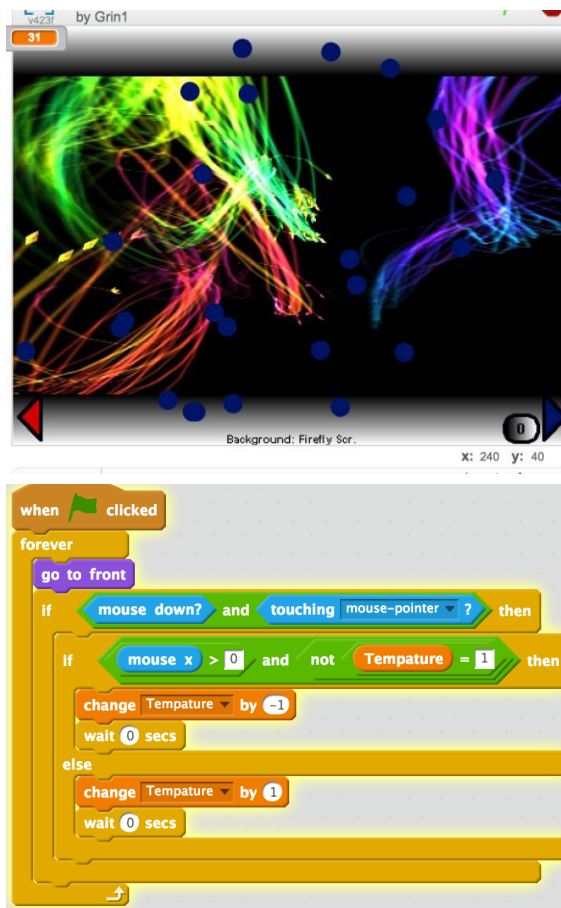 v423f
by Grin1
31
0
Background: Firefly Scr.
x: 240 y: 40
when clicked
forever
go to front
if mouse down? and touching mouse-pointer ? then
if mouse x > 0 and not Tempature = 1 then
change Tempature by -1
wait 0 secs
else
change Tempature by 1
wait 0 secs